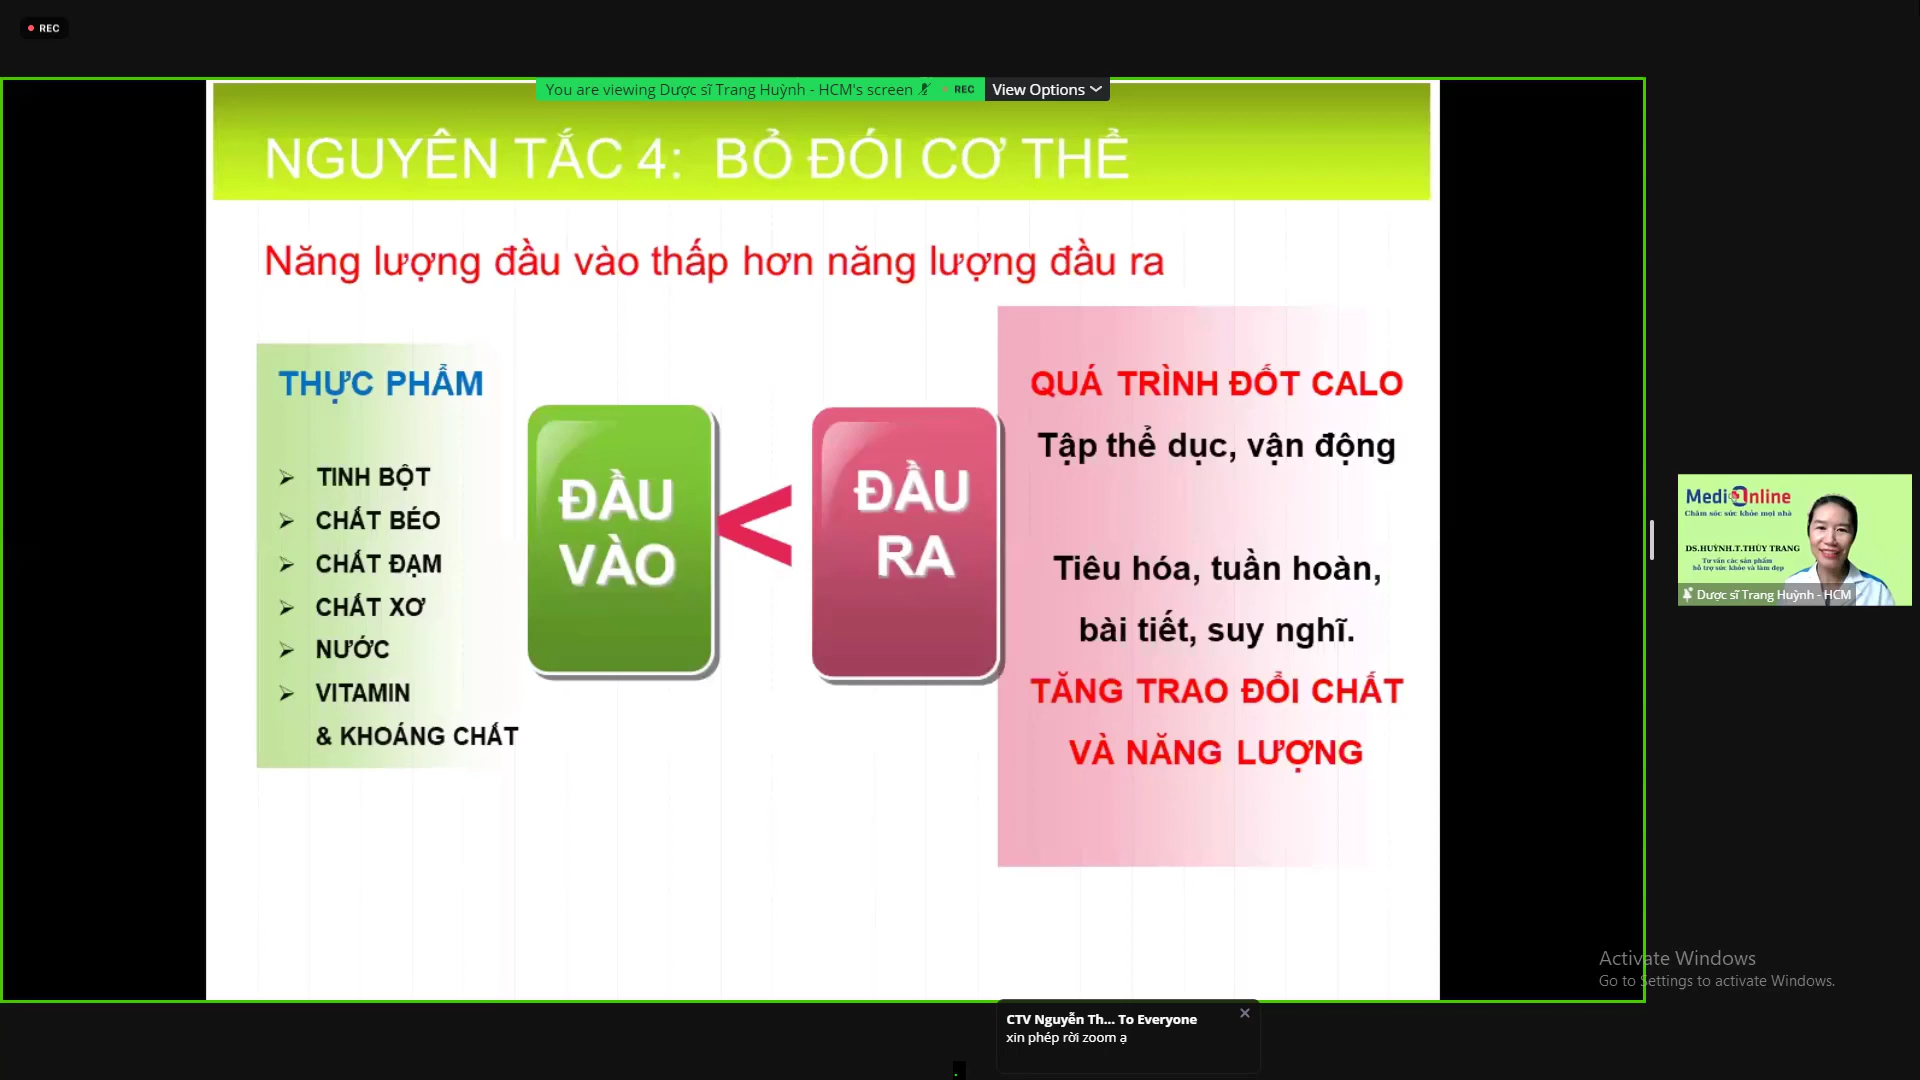 REC
You are viewing Dược sĩ Trang Huỳnh - HCM's screen REC View Options
NGUYÊN TẮC 4: BỎ ĐÓI CƠ THỂ
Năng lượng đầu vào thấp hơn năng lượng đầu ra
THỰC PHẨM
TINH BỘT
CHẤT BÉO
CHẤT ĐẠM
CHẤT XƠ
NƯỚC
VITAMIN
& KHOÁNG CHẤT
ĐẦU
VÀO
<
ĐẦU
RA
QUÁ TRÌNH ĐỐT CALO
Tập thể dục, vận động
Tiêu hóa, tuần hoàn,
bài tiết, suy nghĩ.
TĂNG TRAO ĐỔI CHẤT
VÀ NĂNG LƯỢNG
Medi Online
Chăm sóc sức khỏe mọi nhà
DS.HUỲNH.T.THÙY TRANG
Tư vấn các sản phẩm
hỗ trợ sức khỏe và làm đẹp
Dược sĩ Trang Huỳnh - HCM
Activate Windows
Go to Settings to activate Windows.
CTV Nguyễn Th... To Everyone
xin phép rời zoom ạ